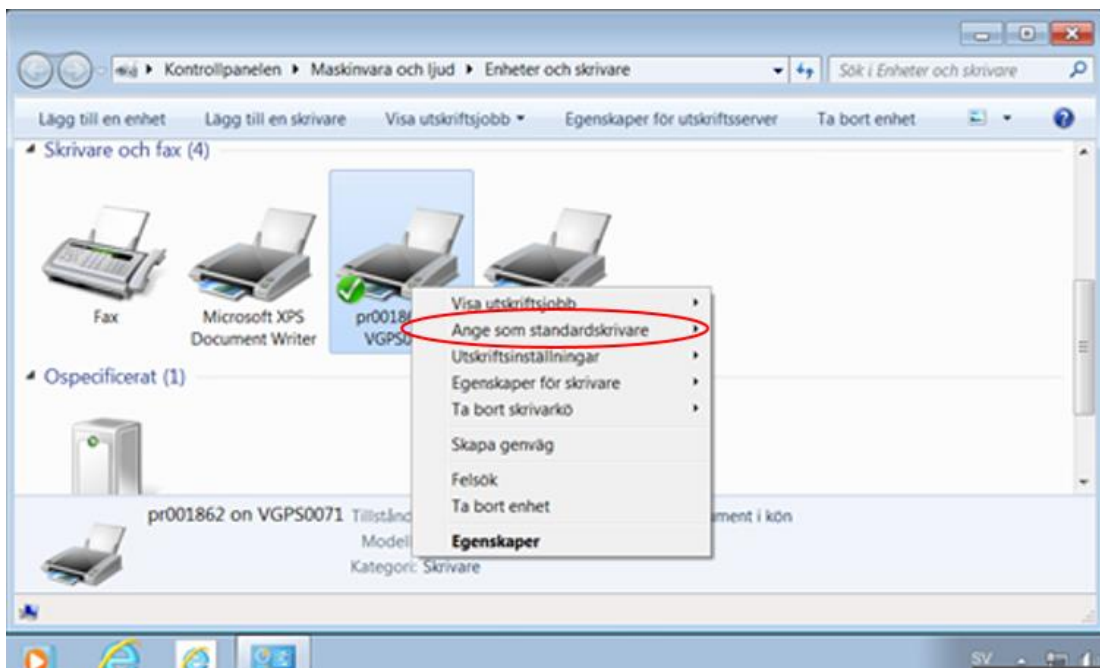 Kontrollpanelen Maskinvara och ljud Enheter och skrivare Sök i Enheter och skrivare
Lägg till en enhet Lägg till en skrivare Visa utskriftsjobb Egenskaper för utskriftsserver Ta bort enhet
Skrivare och fax (4)
Fax
Microsoft XPS
Document Writer
Visa utskriftsjobb
Ange som standardskrivare
Utskriftsinställningar
Egenskaper för skrivare
Ta bort skrivarkö
Skapa genväg
Felsök
Ta bort enhet
Egenskaper
Ospecificerat (1)
pr001862 on VGPS0071
i kön
Kategori: Skrivare
SV